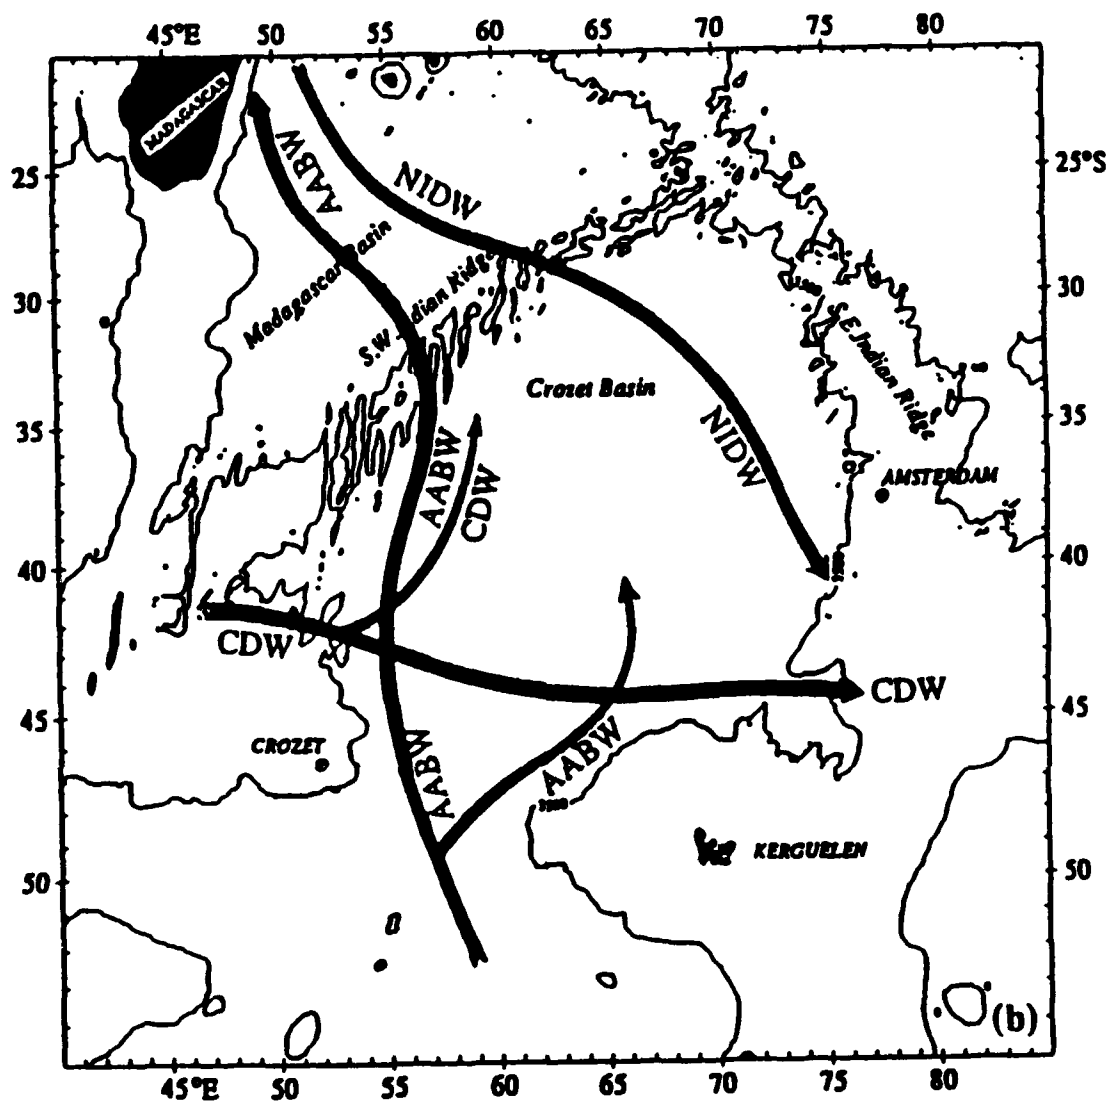 45°E 50 55 60 65 70 75 80
MADAGASCAR
25
25°S
AABW
NIDW
Madagascar Basin
S.W. Indian Ridge
30
30
S.E.Indian Ridge
Crozet Basin
35
35
NIDW
AABW
CDW
AMSTERDAM
40
40
CDW
CDW
45
45
CROZET
AABW
AABW
KERGUELEN
50
50
(b)
45°E 50 55 60 65 70 75 80